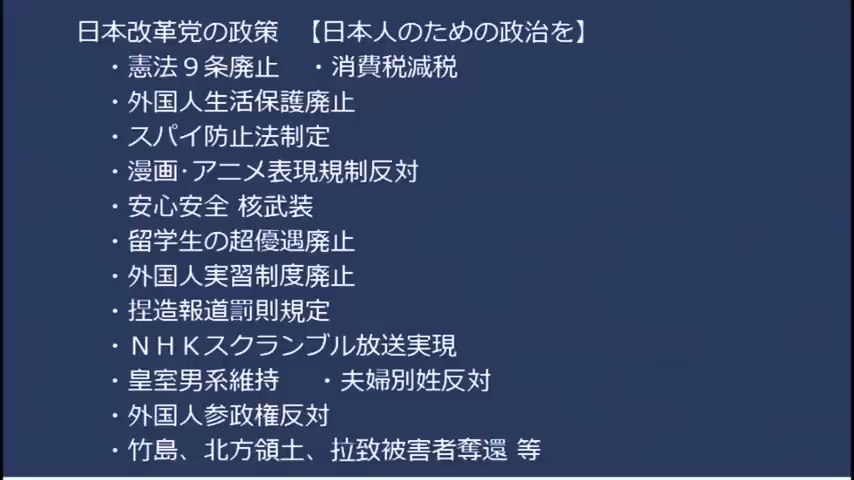 日本改革党の政策 【日本人のための政治を】
・憲法９条廃止 ・消費税減税
・外国人生活保護廃止
・スパイ防止法制定
・漫画･アニメ表現規制反対
・安心安全 核武装
・留学生の超優遇廃止
・外国人実習制度廃止
・捏造報道罰則規定
・ＮＨＫスクランブル放送実現
・皇室男系維持 ・夫婦別姓反対
・外国人参政権反対
・竹島、北方領土、拉致被害者奪還 等